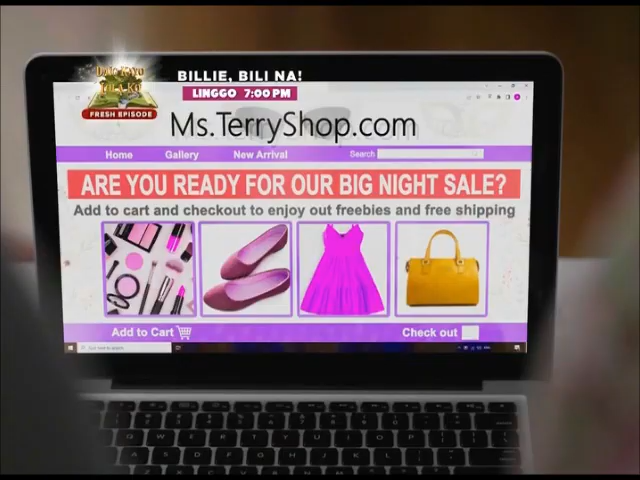 BILLIE, BILI NA!
LINGGO 7:00 PM
FRESH EPISODE
Ms.TerryShop.com
Home Gallery New Arrival Search
ARE YOU READY FOR OUR BIG NIGHT SALE?
Add to cart and checkout to enjoy out freebies and free shipping
Add to Cart Check out